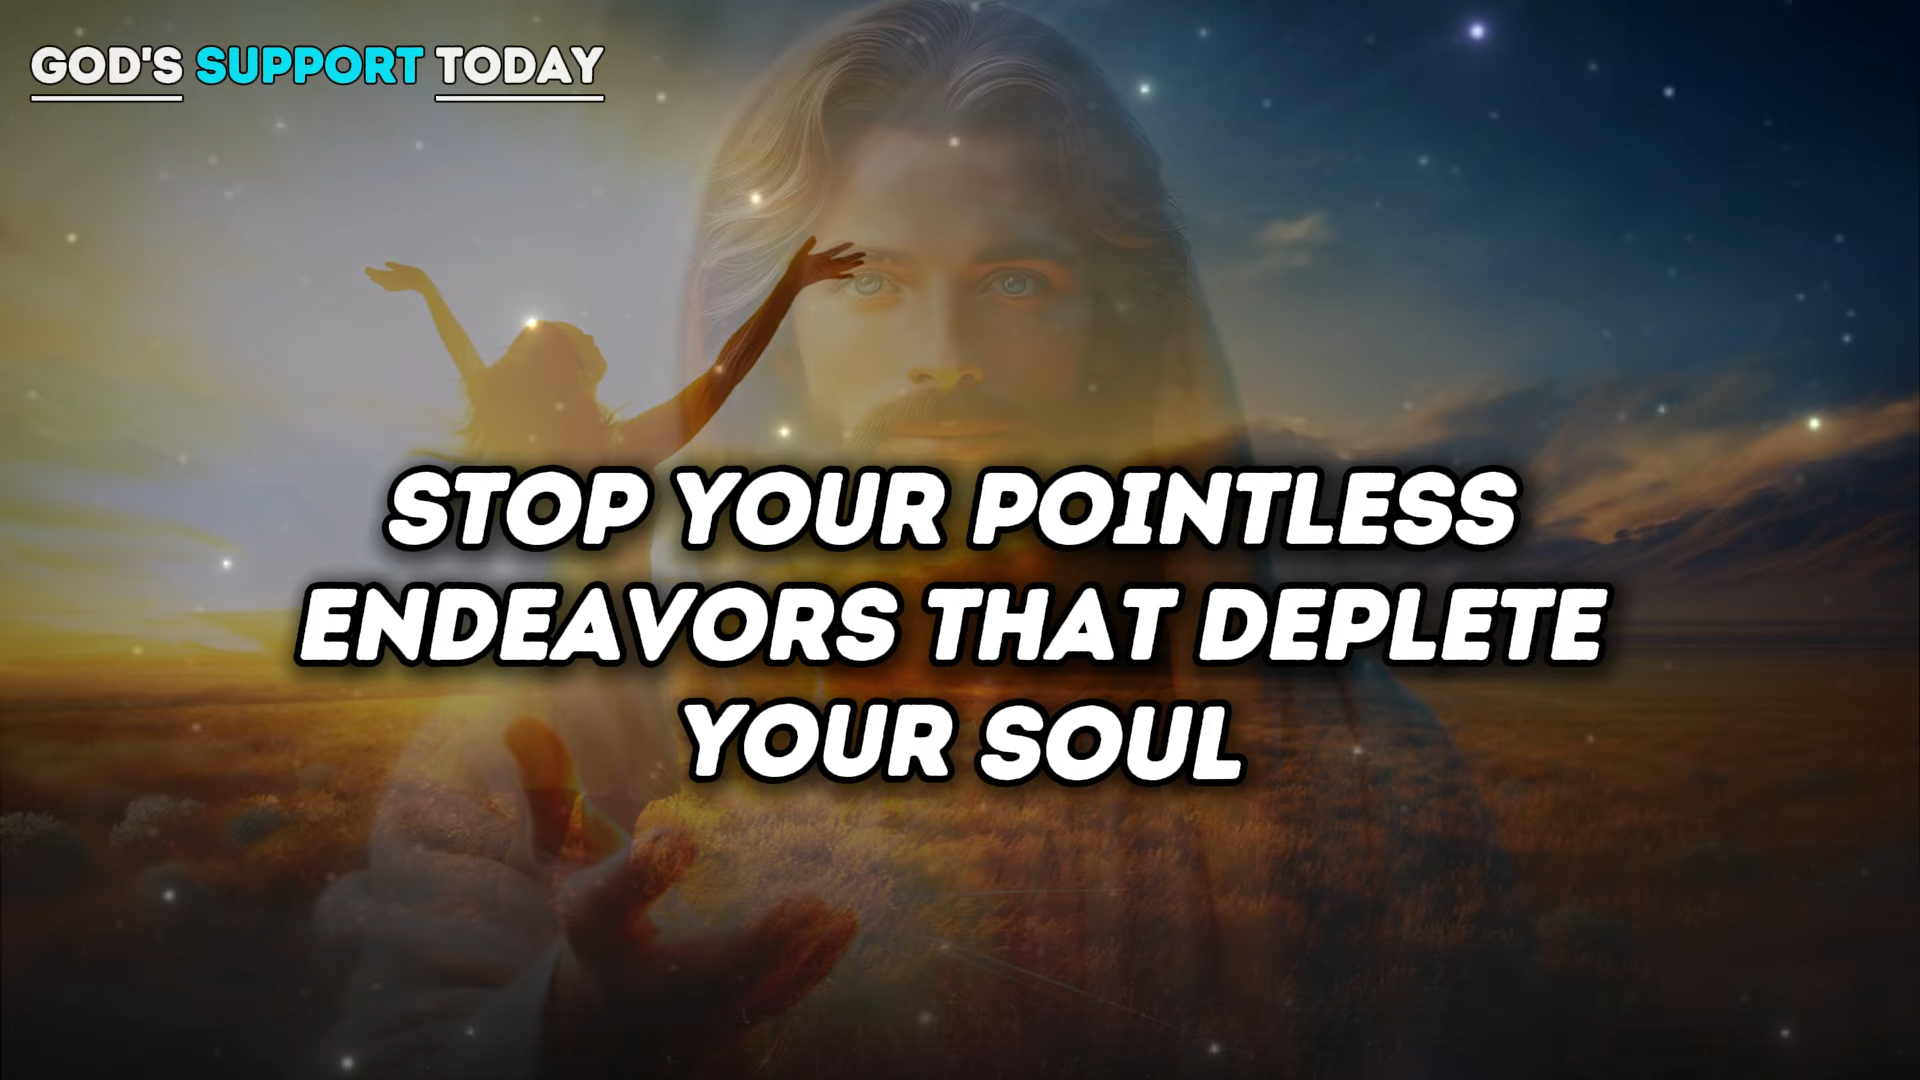 GOD'S SUPPORT TODAY
STOP YOUR POINTLESS
ENDEAVORS THAT DEPLETE
YOUR SOUL